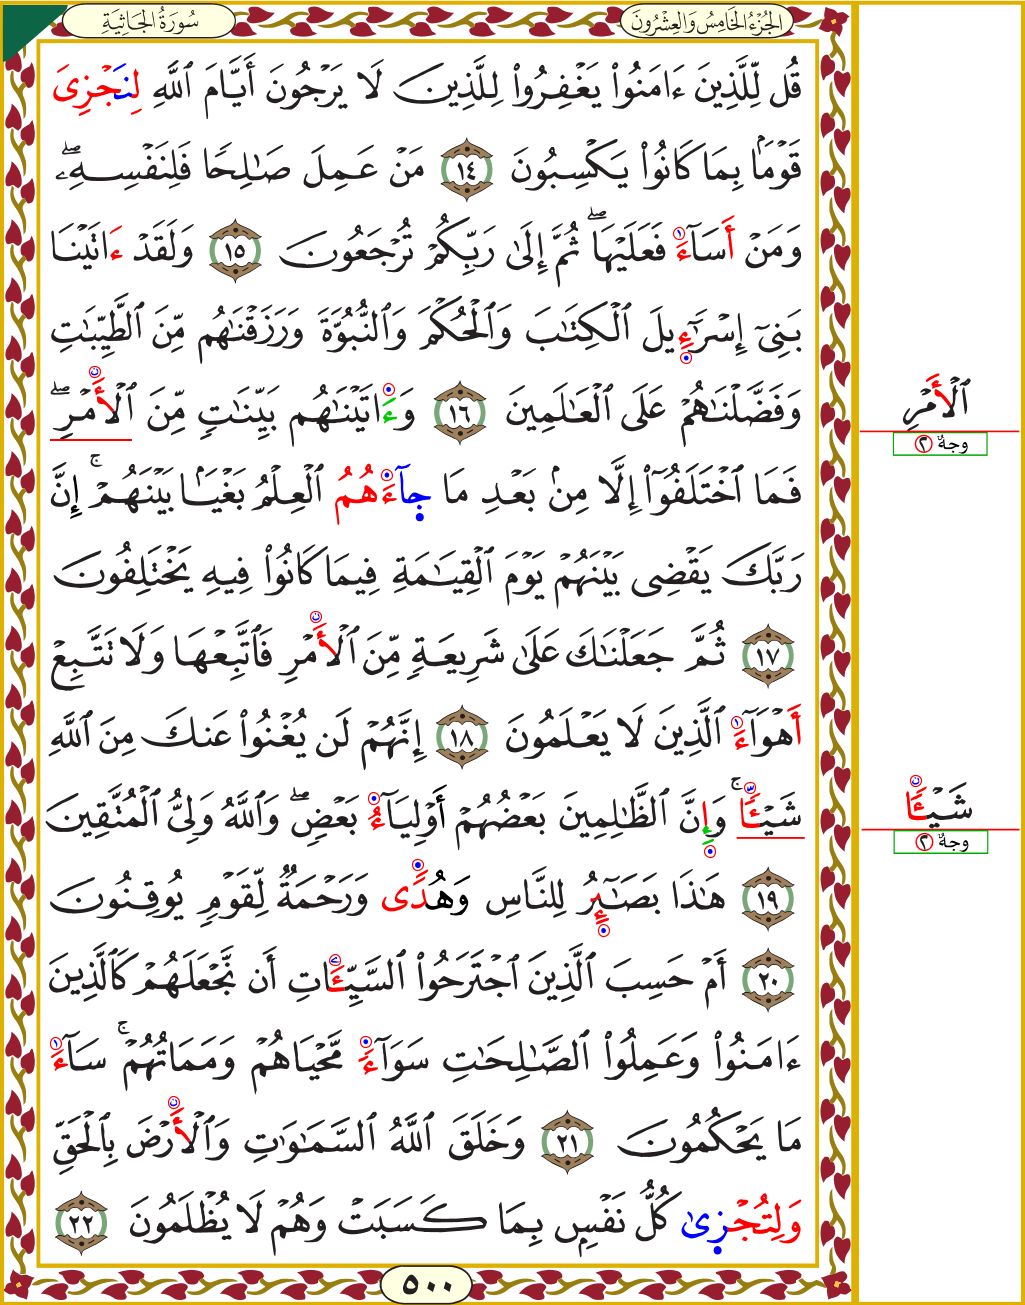 سُورَةُ الجَاثِيَةِ
الجُزْءُ الخَامِسُ وَالعِشْرُونَ
قُل لِّلَّذِينَ ءَامَنُوا۟ يَغْفِرُوا۟ لِلَّذِينَ لَا يَرْجُونَ أَيَّامَ ٱللَّهِ لِنَجْزِىَ
قَوْمَۢا بِمَا كَانُوا۟ يَكْسِبُونَ ١٤ مَنْ عَمِلَ صَـٰلِحًا فَلِنَفْسِهِۦۖ
وَمَنْ أَسَآءَ فَعَلَيْهَاۖ ثُمَّ إِلَىٰ رَبِّكُمْ تُرْجَعُونَ ١٥ وَلَقَدْ ءَاتَيْنَا
بَنِىٓ إِسْرَـٰٓءِيلَ ٱلْكِتَـٰبَ وَٱلْحُكْمَ وَٱلنُّبُوَّةَ وَرَزَقْنَـٰهُم مِّنَ ٱلطَّيِّبَـٰتِ
وَفَضَّلْنَـٰهُمْ عَلَى ٱلْعَـٰلَمِينَ ١٦ وَءَاتَيْنَـٰهُم بَيِّنَـٰتٍ مِّنَ ٱلْأَمْرِۖ
ٱلْأَمْرِ
وجهٌ ٢
فَمَا ٱخْتَلَفُوٓا۟ إِلَّا مِنۢ بَعْدِ مَا جِآءَهُمُ ٱلْعِلْمُ بَغْيَۢا بَيْنَهُمْۚ إِنَّ
رَبَّكَ يَقْضِى بَيْنَهُمْ يَوْمَ ٱلْقِيَـٰمَةِ فِيمَا كَانُوا۟ فِيهِ يَخْتَلِفُونَ
١٧ ثُمَّ جَعَلْنَـٰكَ عَلَىٰ شَرِيعَةٍ مِّنَ ٱلْأَمْرِ فَٱتَّبِعْهَا وَلَا تَتَّبِعْ
أَهْوَآءَ ٱلَّذِينَ لَا يَعْلَمُونَ ١٨ إِنَّهُمْ لَن يُغْنُوا۟ عَنكَ مِنَ ٱللَّهِ
شَيْـًٔاۚ وَإِنَّ ٱلظَّـٰلِمِينَ بَعْضُهُمْ أَوْلِيَآءُ بَعْضٍۖ وَٱللَّهُ وَلِىُّ ٱلْمُتَّقِينَ
شَيْـًٔا
وجهٌ ٢
١٩ هَـٰذَا بَصَـٰٓئِرُ لِلنَّاسِ وَهُدًى وَرَحْمَةٌ لِّقَوْمٍ يُوقِنُونَ
٢٠ أَمْ حَسِبَ ٱلَّذِينَ ٱجْتَرَحُوا۟ ٱلسَّيِّـَٔاتِ أَن نَّجْعَلَهُمْ كَٱلَّذِينَ
ءَامَنُوا۟ وَعَمِلُوا۟ ٱلصَّـٰلِحَـٰتِ سَوَآءً مَّحْيَاهُمْ وَمَمَاتُهُمْۚ سَآءَ
مَا يَحْكُمُونَ ٢١ وَخَلَقَ ٱللَّهُ ٱلسَّمَـٰوَٰتِ وَٱلْأَرْضَ بِٱلْحَقِّ
وَلِتُجْزِىٰ كُلُّ نَفْسٍۭ بِمَا كَسَبَتْ وَهُمْ لَا يُظْلَمُونَ ٢٢
٥٠٠